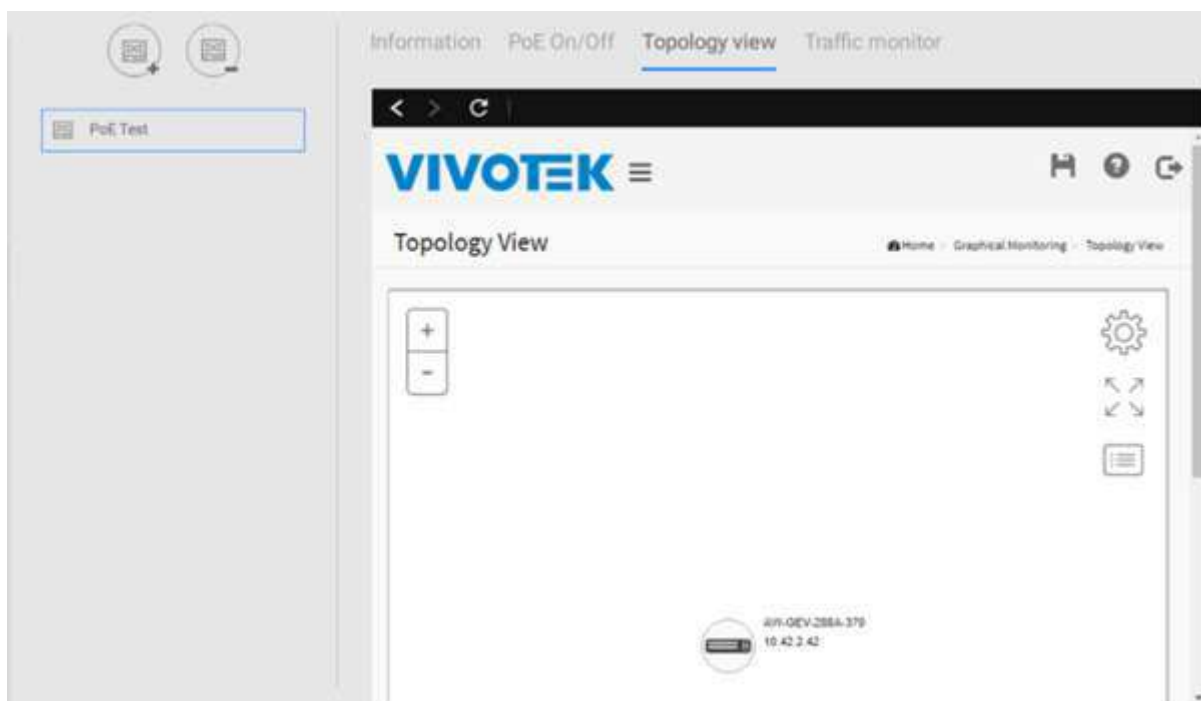 Information PoE On/Off Topology view Traffic monitor
PoE Test
VIVOTEK
Topology View
Home Graphical Monitoring Topology View
+
-
AW-GEV-288A-370
10.42.2.42